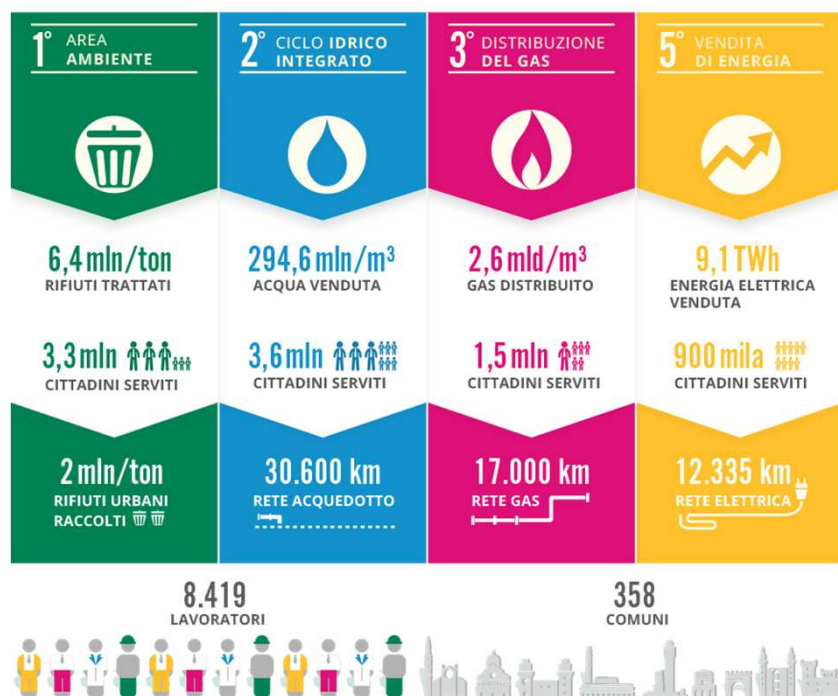 1° AREA
AMBIENTE
6,4 mln/ton
RIFIUTI TRATTATI
3,3 mln
CITTADINI SERVITI
2 mln/ton
RIFIUTI URBANI
RACCOLTI
2° CICLO IDRICO
INTEGRATO
294,6 mln/m³
ACQUA VENDUTA
3,6 mln
CITTADINI SERVITI
30.600 km
RETE ACQUEDOTTO
3° DISTRIBUZIONE
DEL GAS
2,6 mld/m³
GAS DISTRIBUITO
1,5 mln
CITTADINI SERVITI
17.000 km
RETE GAS
5° VENDITA
DI ENERGIA
9,1 TWh
ENERGIA ELETTRICA
VENDUTA
900 mila
CITTADINI SERVITI
12.335 km
RETE ELETTRICA
8.419
LAVORATORI
358
COMUNI